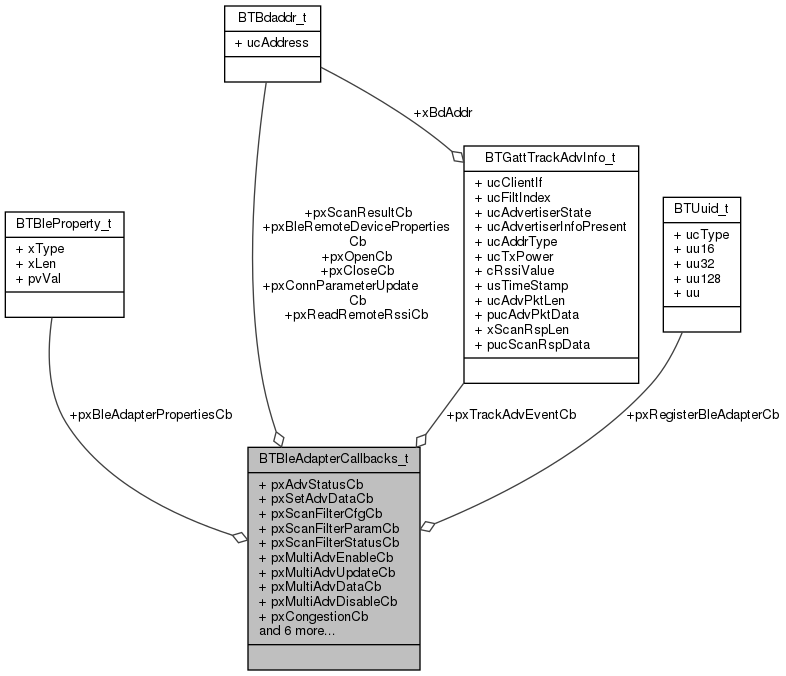 BTBdaddr_t
+ ucAddress
+xBdAddr
BTGattTrackAdvInfo_t
+ ucClientIf
+ ucFiltIndex
+ ucAdvertiserState
+ ucAdvertiserInfoPresent
+ ucAddrType
+ ucTxPower
+ cRssiValue
+ usTimeStamp
+ ucAdvPktLen
+ pucAdvPktData
+ xScanRspLen
+ pucScanRspData
BTUuid_t
+ ucType
+ uu16
+ uu32
+ uu128
+ uu
BTBleProperty_t
+ xType
+ xLen
+ pvVal
+pxScanResultCb
+pxBleRemoteDeviceProperties
Cb
+pxOpenCb
+pxCloseCb
+pxConnParameterUpdate
Cb
+pxReadRemoteRssiCb
+pxBleAdapterPropertiesCb
+pxTrackAdvEventCb
+pxRegisterBleAdapterCb
BTBleAdapterCallbacks_t
+ pxAdvStatusCb
+ pxSetAdvDataCb
+ pxScanFilterCfgCb
+ pxScanFilterParamCb
+ pxScanFilterStatusCb
+ pxMultiAdvEnableCb
+ pxMultiAdvUpdateCb
+ pxMultiAdvDataCb
+ pxMultiAdvDisableCb
+ pxCongestionCb
and 6 more...